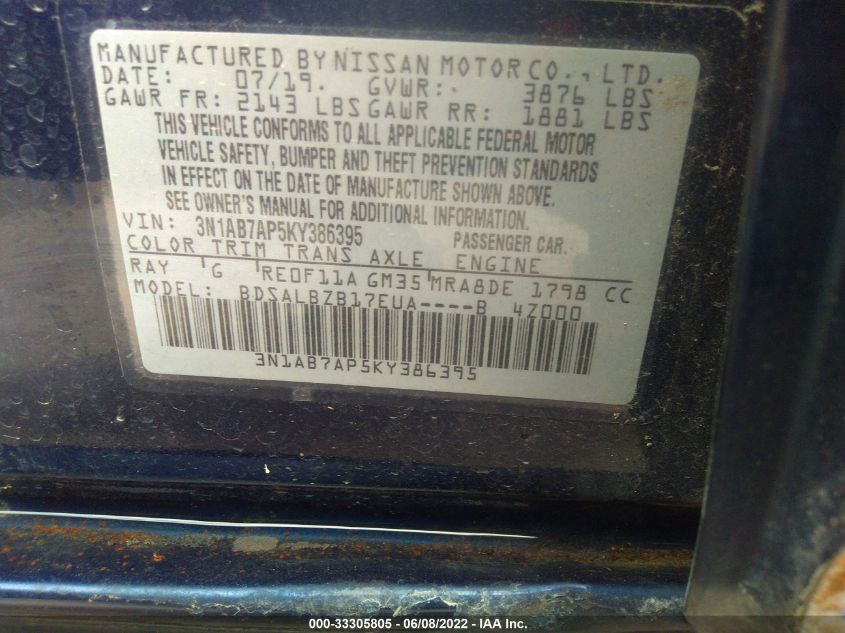 MANUFACTURED BY NISSAN MOTOR CO., LTD.
DATE: 07/19. GVWR: 3876 LBS
GAWR FR: 2143 LBS GAWR RR: 1881 LBS
THIS VEHICLE CONFORMS TO ALL APPLICABLE FEDERAL MOTOR
VEHICLE SAFETY, BUMPER AND THEFT PREVENTION STANDARDS
IN EFFECT ON THE DATE OF MANUFACTURE SHOWN ABOVE.
SEE OWNER'S MANUAL FOR ADDITIONAL INFORMATION.
VIN: 3N1AB7AP5KY386395 PASSENGER CAR.
COLOR TRIM TRANS AXLE ENGINE
RAY G RE0F11A GM35 MRA8DE 1798 CC
MODEL: BDSALBZB17EUA----B 4Z000
3N1AB7AP5KY386395
000-33305805 - 06/08/2022 - IAA Inc.